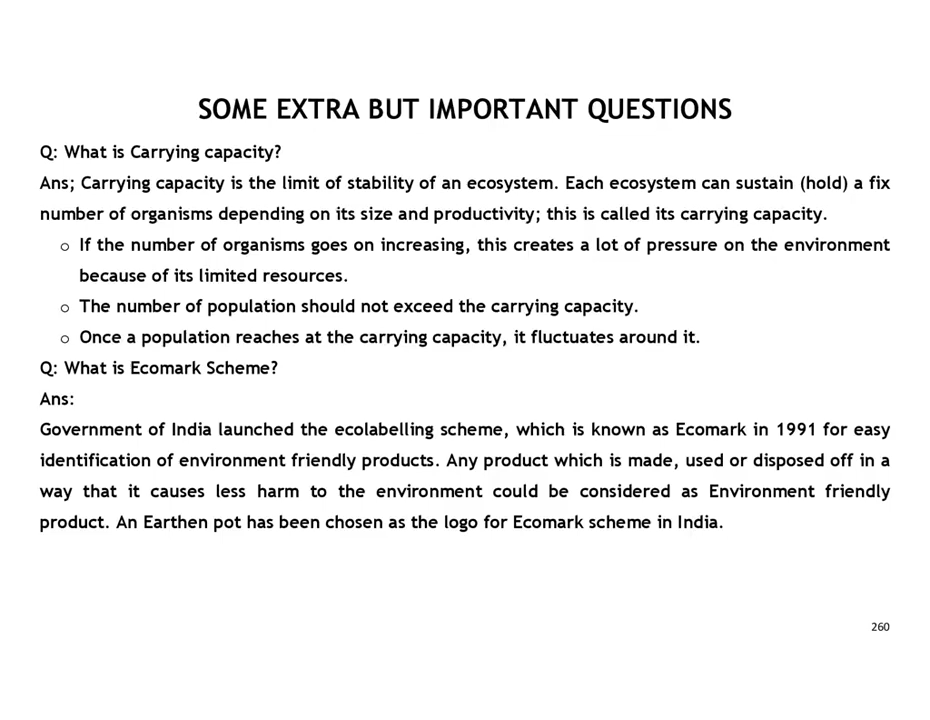 SOME EXTRA BUT IMPORTANT QUESTIONS
Q: What is Carrying capacity?
Ans; Carrying capacity is the limit of stability of an ecosystem. Each ecosystem can sustain (hold) a fix
number of organisms depending on its size and productivity; this is called its carrying capacity.
o If the number of organisms goes on increasing, this creates a lot of pressure on the environment
because of its limited resources.
o The number of population should not exceed the carrying capacity.
o Once a population reaches at the carrying capacity, it fluctuates around it.
Q: What is Ecomark Scheme?
Ans:
Government of India launched the ecolabelling scheme, which is known as Ecomark in 1991 for easy
identification of environment friendly products. Any product which is made, used or disposed off in a
way that it causes less harm to the environment could be considered as Environment friendly
product. An Earthen pot has been chosen as the logo for Ecomark scheme in India.
260